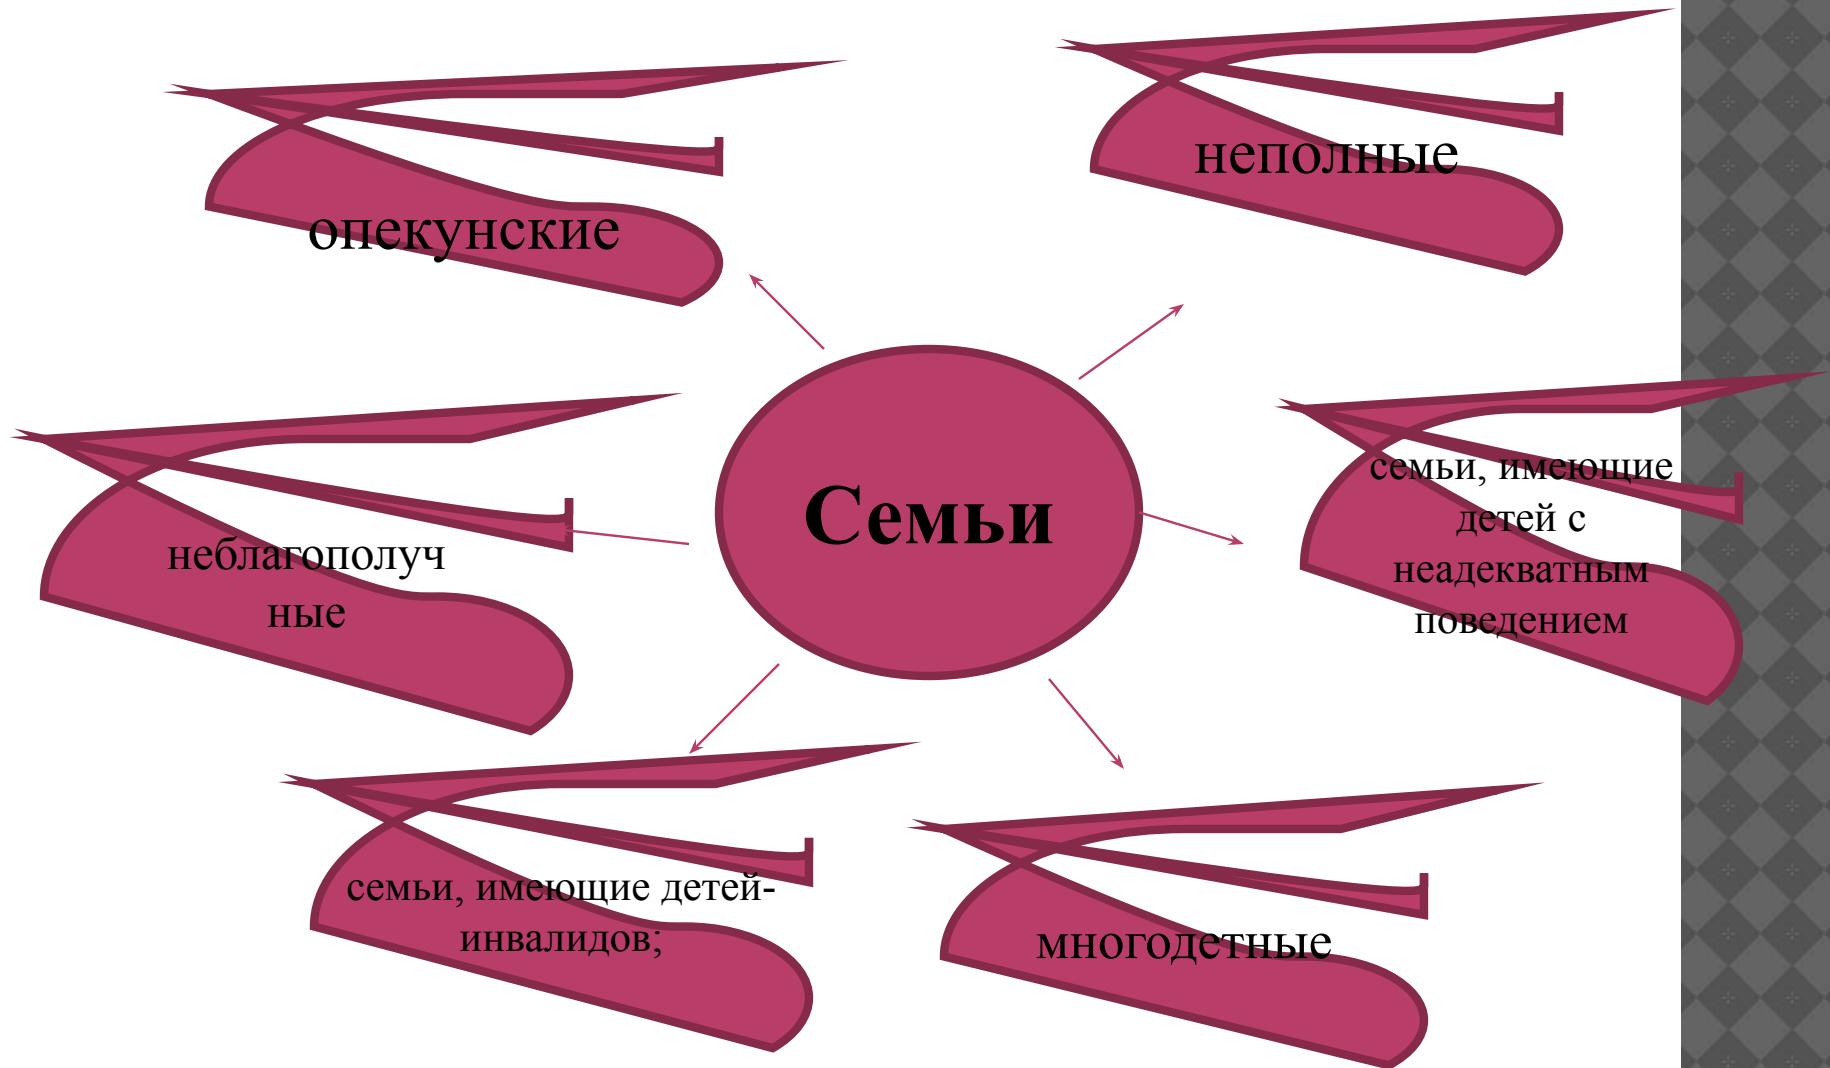 опекунские
неполные
Семьи
неблагополуч
ные
семьи, имеющие
детей с
неадекватным
поведением
семьи, имеющие детей-
инвалидов;
многодетные